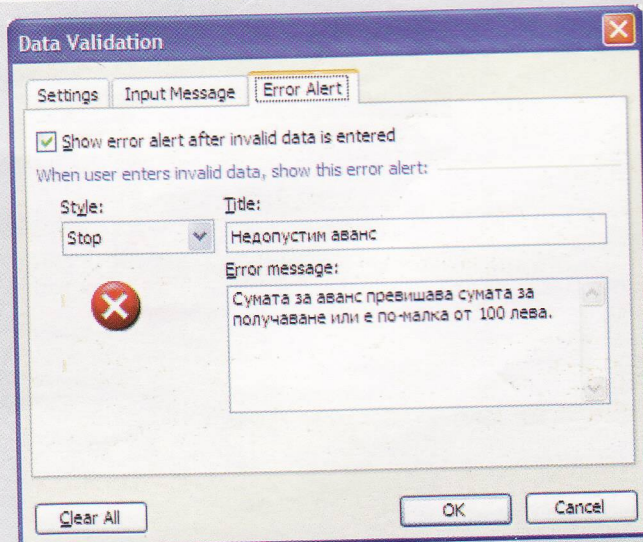 Data Validation
Settings
Input Message
Error Alert
Show error alert after invalid data is entered
When user enters invalid data, show this error alert:
Style:
Title:
Stop
Недопустим аванс
Error message:
Сумата за аванс превишава сумата за
получаване или е по-малка от 100 лева.
Clear All
OK
Cancel